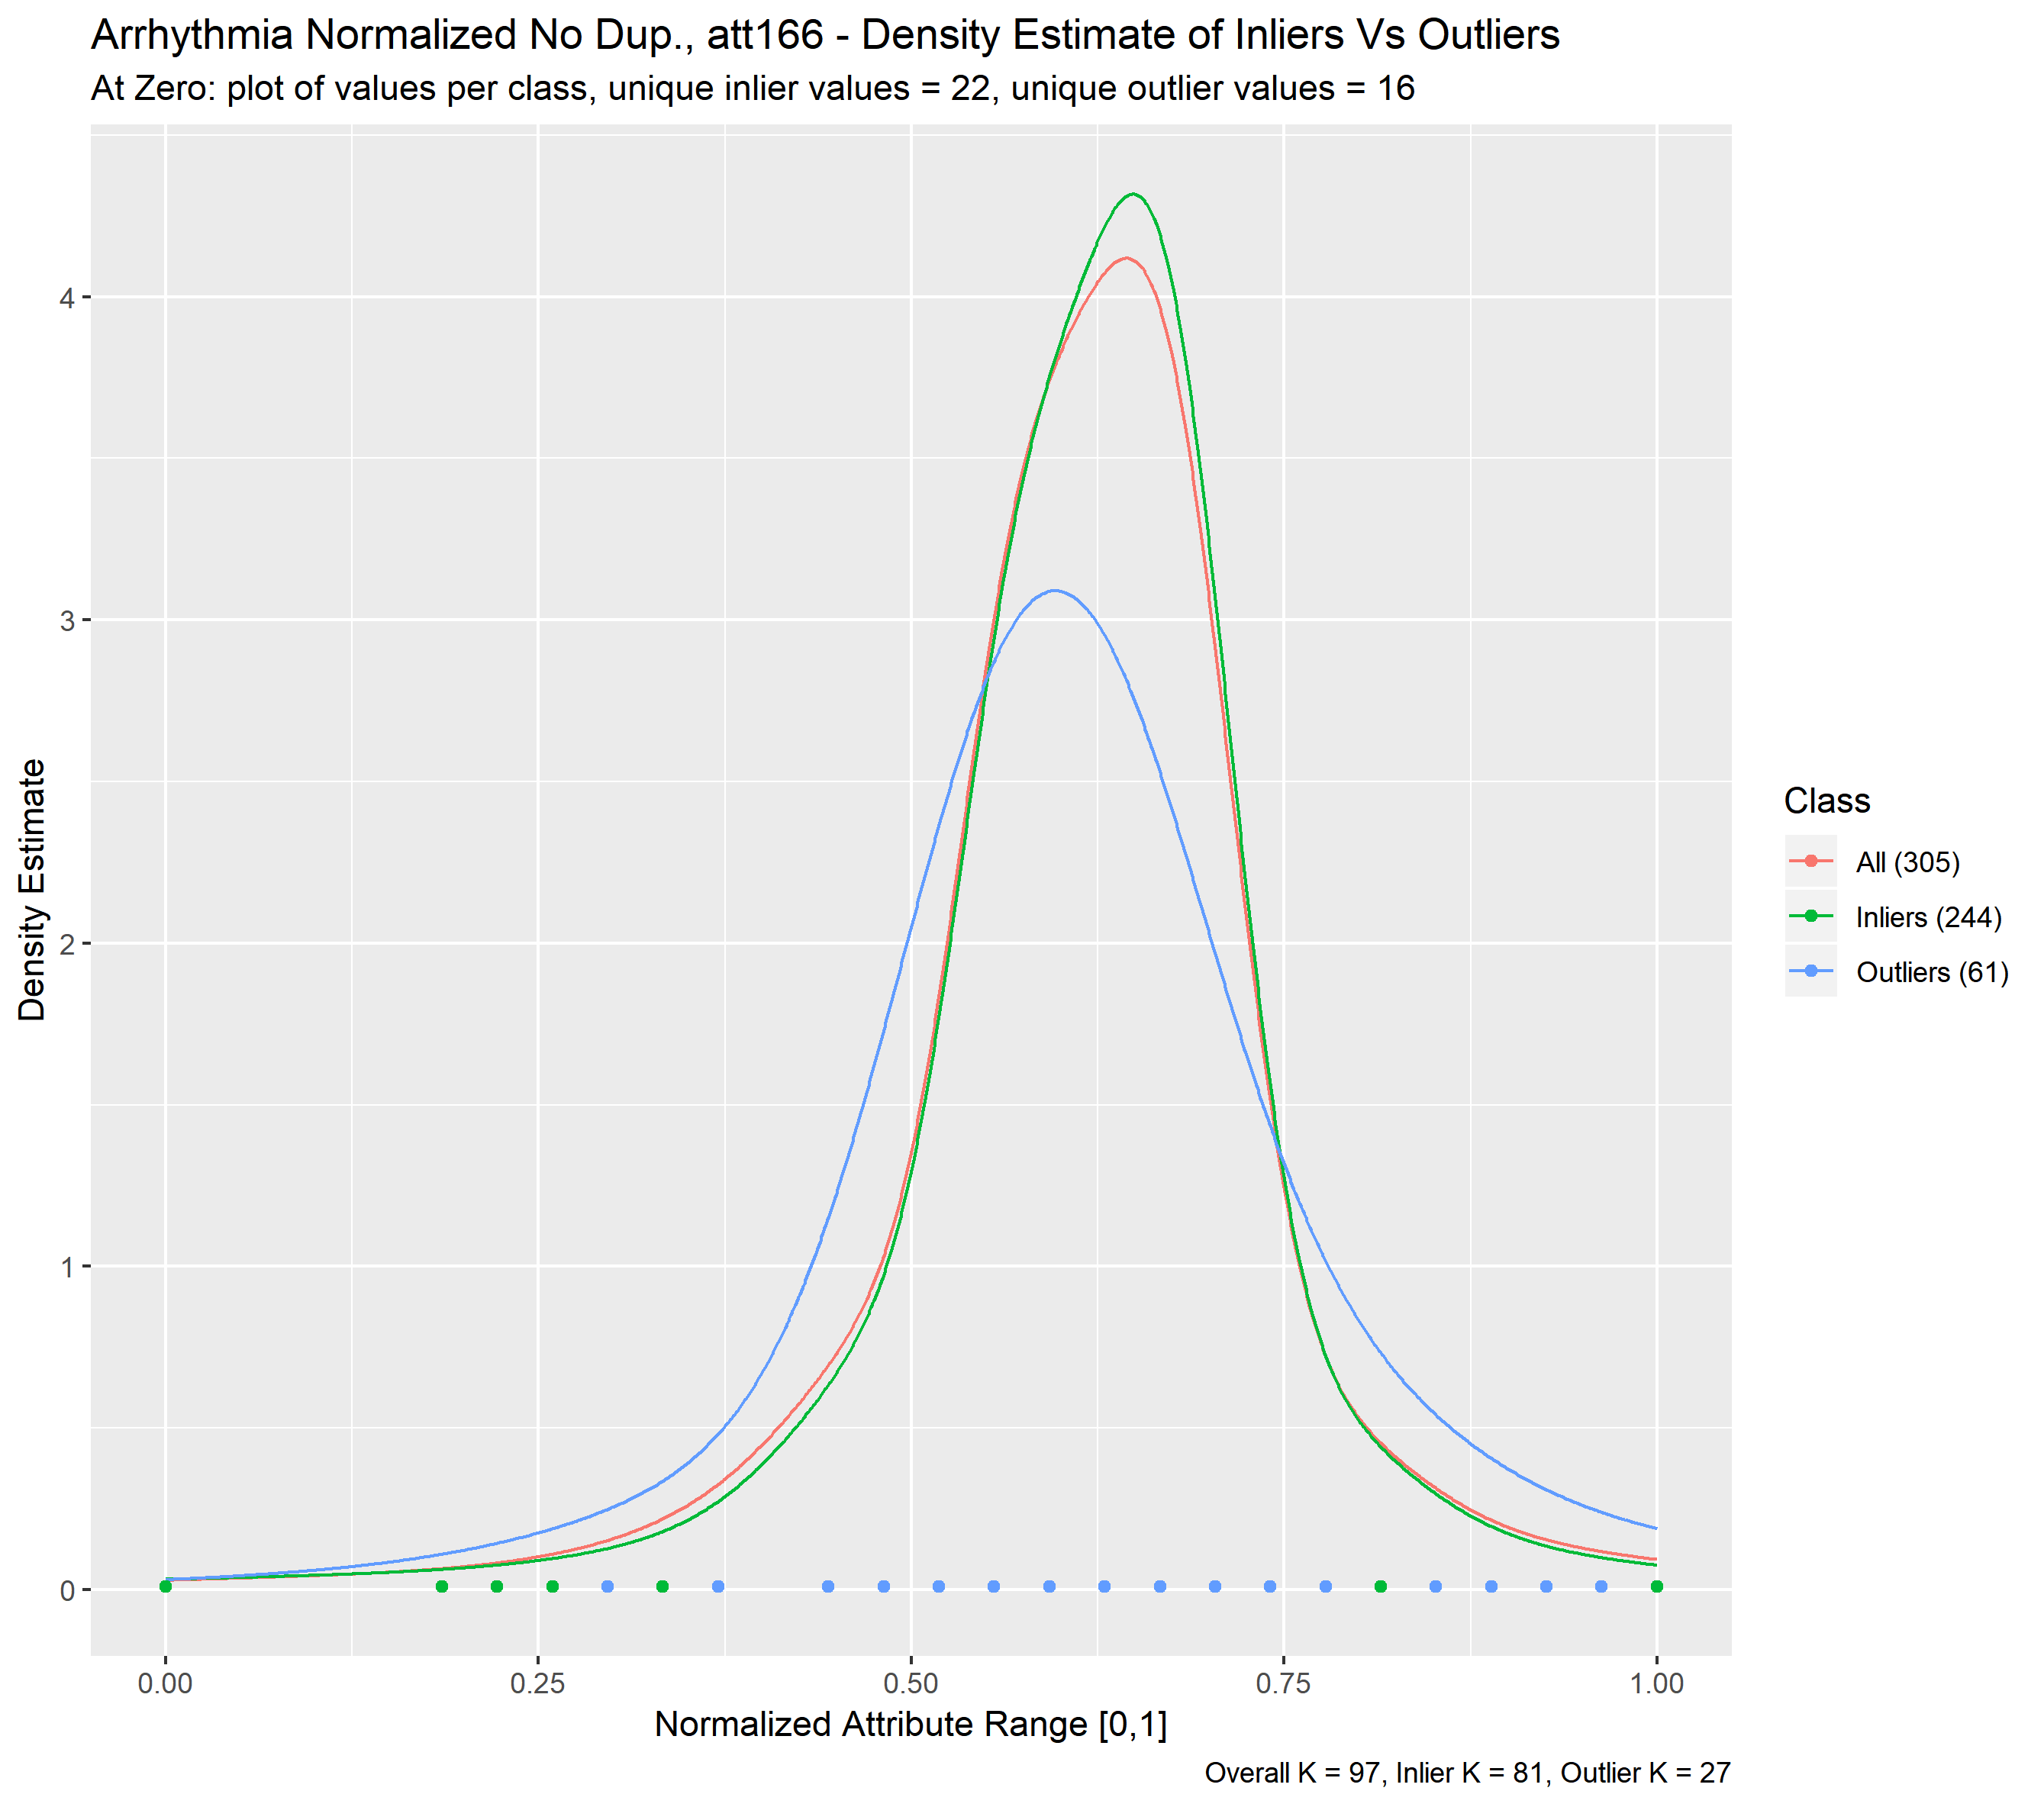 Arrhythmia Normalized No Dup., att166 - Density Estimate of Inliers Vs Outliers
At Zero: plot of values per class, unique inlier values = 22, unique outlier values = 16
Density Estimate
4
3
2
1
0
0.00 0.25 0.50 0.75 1.00
Normalized Attribute Range [0,1]
Class
All (305)
Inliers (244)
Outliers (61)
Overall K = 97, Inlier K = 81, Outlier K = 27